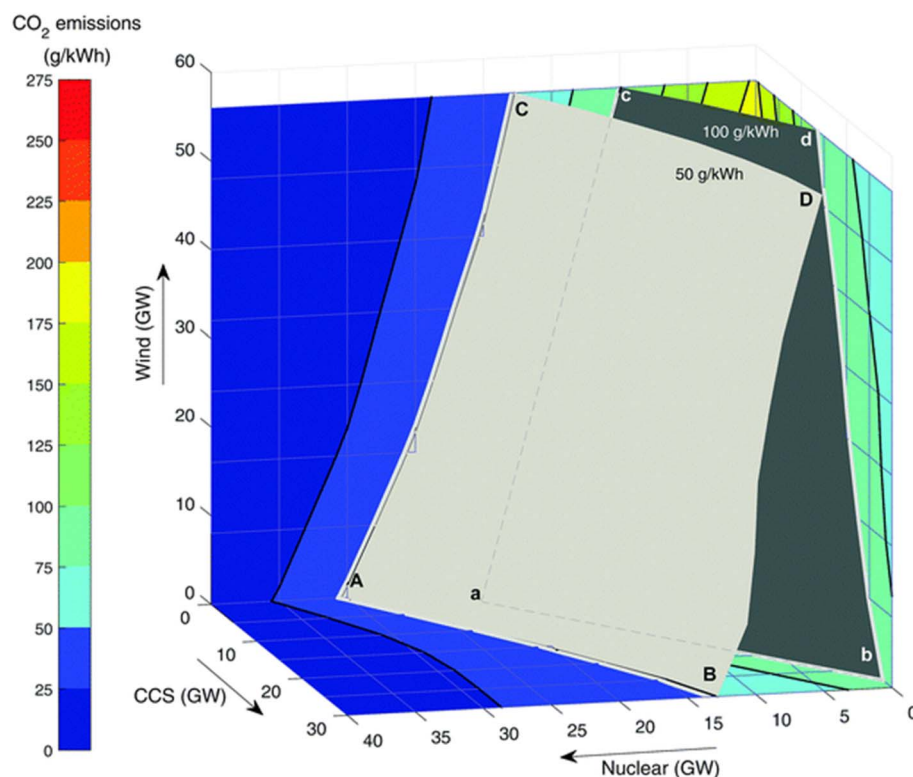 CO2 emissions
(g/kWh)
275
250
225
200
175
150
125
100
75
50
25
0
60
50
40
30
20
10
0
Wind (GW)
0
10
20
30
CCS (GW)
40
35
30
25
20
15
10
5
0
Nuclear (GW)
C
c
100 g/kWh
d
50 g/kWh
D
A
a
B
b